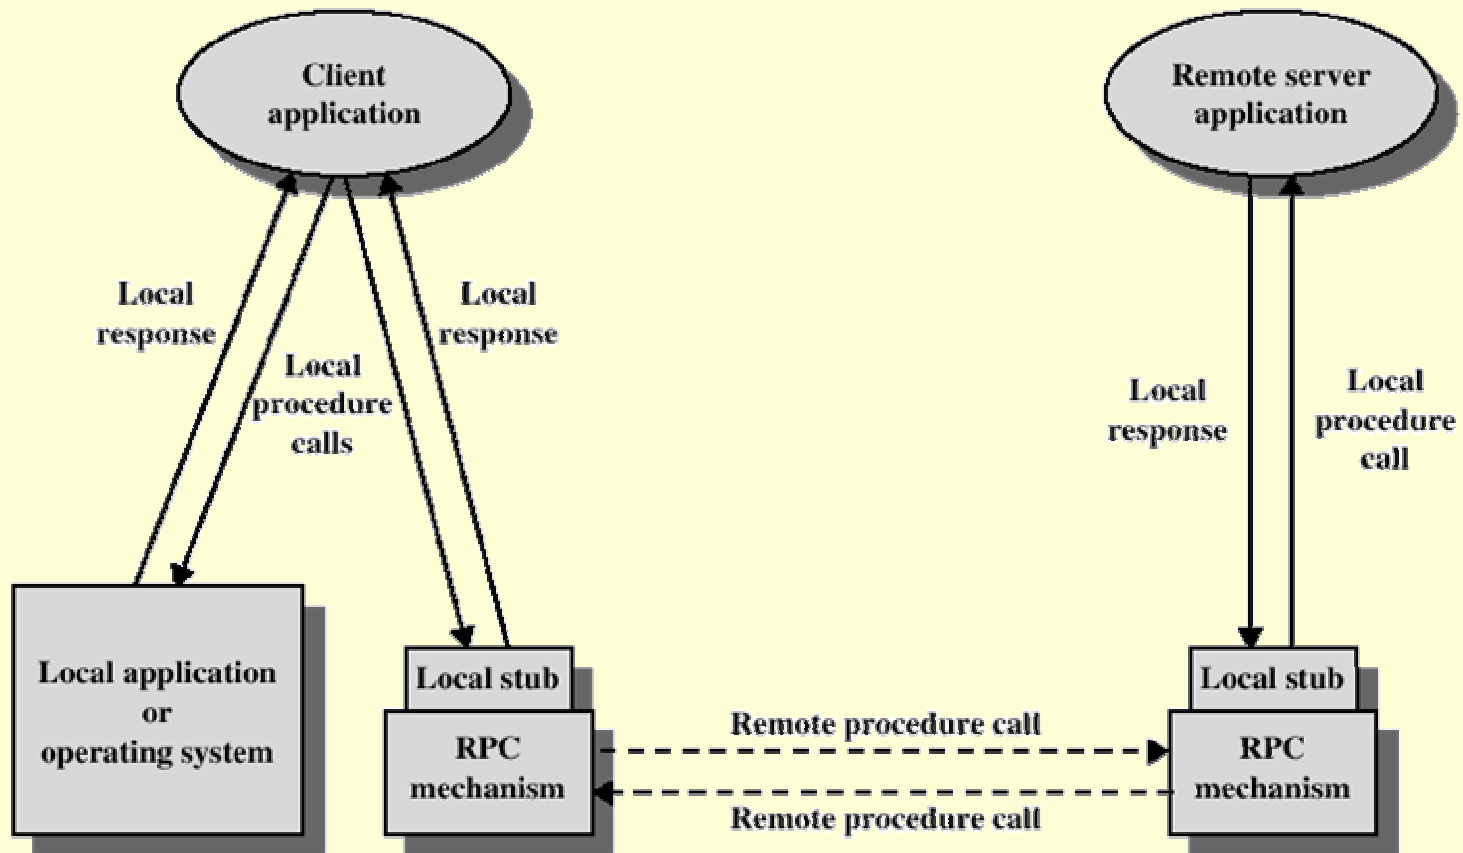 Client
application
Remote server
application
Local
response
Local
procedure
calls
Local
response
Local
response
Local
procedure
call
Local application
or
operating system
Local stub
RPC
mechanism
Remote procedure call
Remote procedure call
Local stub
RPC
mechanism